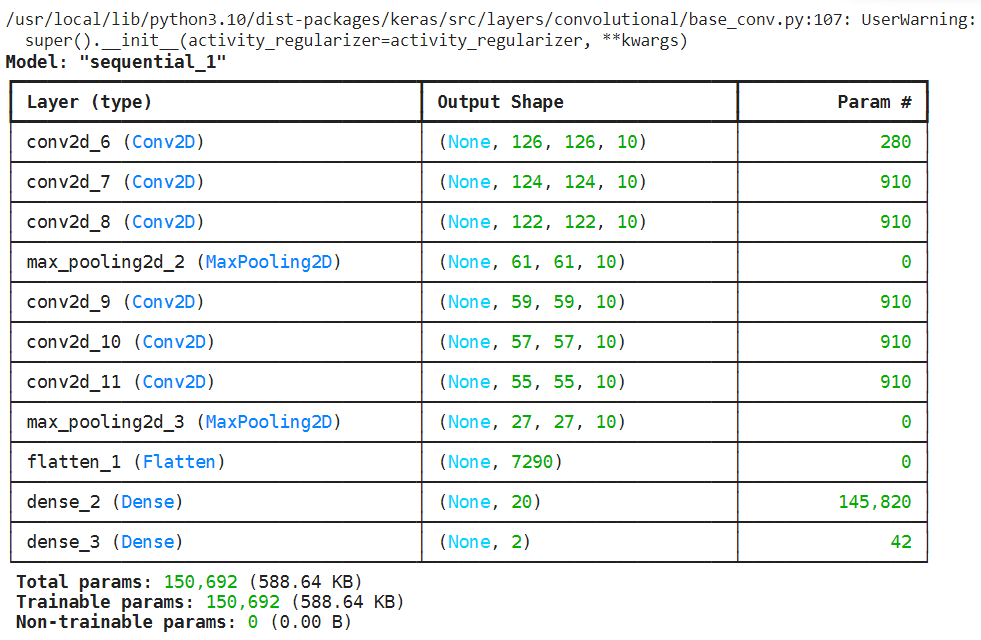 /usr/local/lib/python3.10/dist-packages/keras/src/layers/convolutional/base_conv.py:107: UserWarning:
super().__init__(activity_regularizer=activity_regularizer, **kwargs)
Model: "sequential_1"
Layer (type) Output Shape Param #
conv2d_6 (Conv2D) (None, 126, 126, 10) 280
conv2d_7 (Conv2D) (None, 124, 124, 10) 910
conv2d_8 (Conv2D) (None, 122, 122, 10) 910
max_pooling2d_2 (MaxPooling2D) (None, 61, 61, 10) 0
conv2d_9 (Conv2D) (None, 59, 59, 10) 910
conv2d_10 (Conv2D) (None, 57, 57, 10) 910
conv2d_11 (Conv2D) (None, 55, 55, 10) 910
max_pooling2d_3 (MaxPooling2D) (None, 27, 27, 10) 0
flatten_1 (Flatten) (None, 7290) 0
dense_2 (Dense) (None, 20) 145,820
dense_3 (Dense) (None, 2) 42
Total params: 150,692 (588.64 KB)
Trainable params: 150,692 (588.64 KB)
Non-trainable params: 0 (0.00 B)